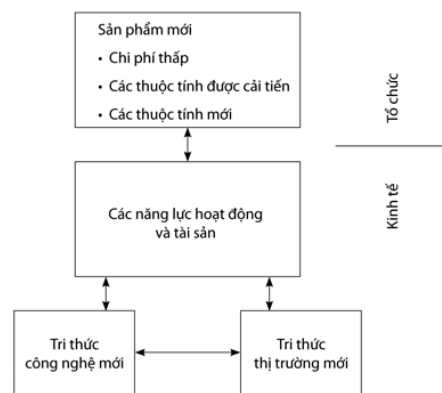 Sản phẩm mới
• Chi phí thấp
• Các thuộc tính được cải tiến
• Các thuộc tính mới
Tổ chức
Kinh tế
Các năng lực hoạt động
và tài sản
Tri thức
công nghệ mới
Tri thức
thị trường mới